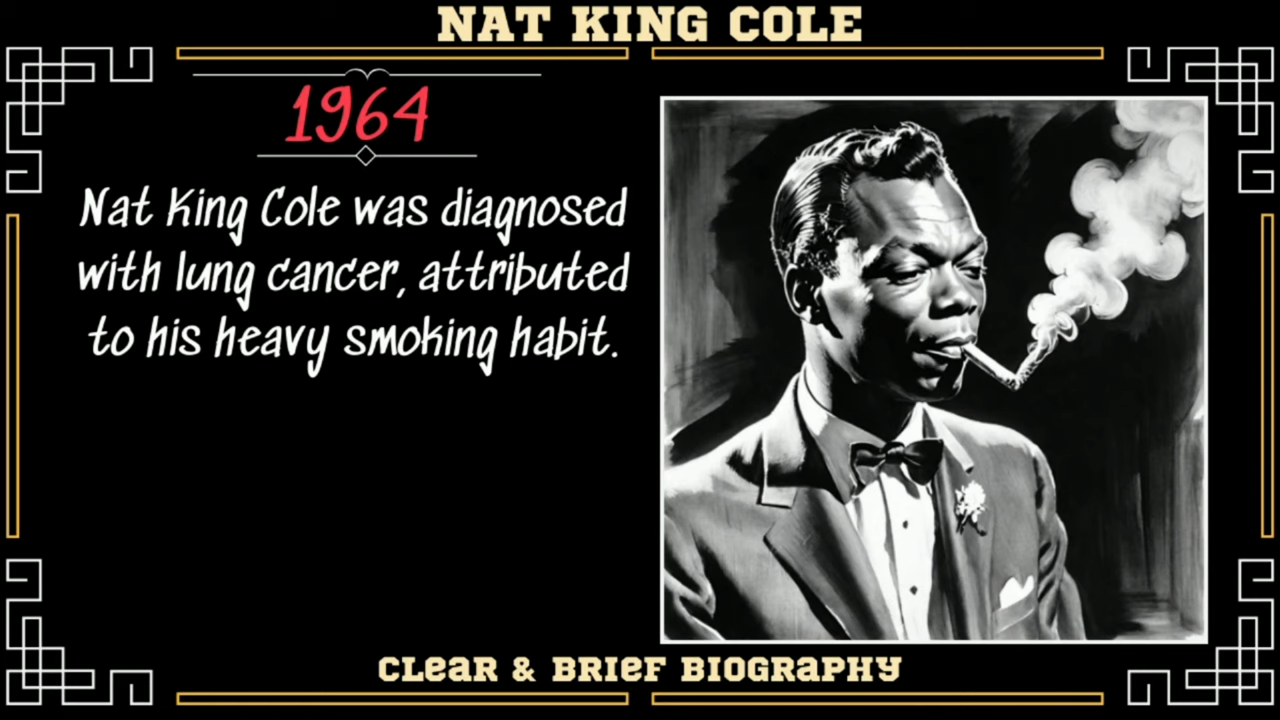 NAT KING COLE
1964
Nat King Cole was diagnosed
with lung cancer, attributed
to his heavy smoking habit.
CLEAR & BRIEF BIOGRAPHY